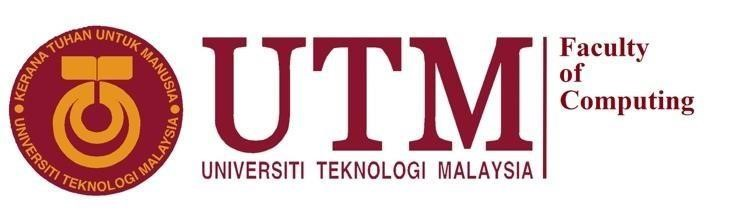 • KERANA TUHAN UNTUK MANUSIA •
UNIVERSITI TEKNOLOGI MALAYSIA
UTM
UNIVERSITI TEKNOLOGI MALAYSIA
Faculty
of
Computing